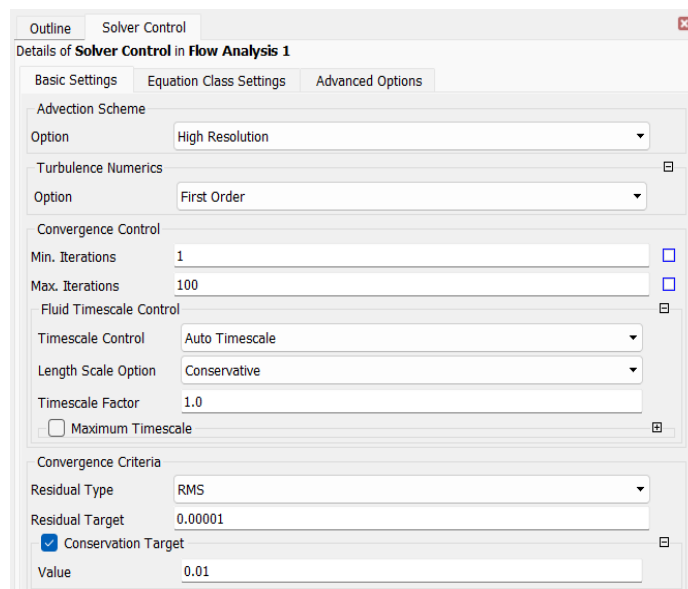 Outline Solver Control
Details of Solver Control in Flow Analysis 1
Basic Settings Equation Class Settings Advanced Options
Advection Scheme
Option High Resolution
Turbulence Numerics
Option First Order
Convergence Control
Min. Iterations 1
Max. Iterations 100
Fluid Timescale Control
Timescale Control Auto Timescale
Length Scale Option Conservative
Timescale Factor 1.0
Maximum Timescale
Convergence Criteria
Residual Type RMS
Residual Target 0.00001
Conservation Target
Value 0.01